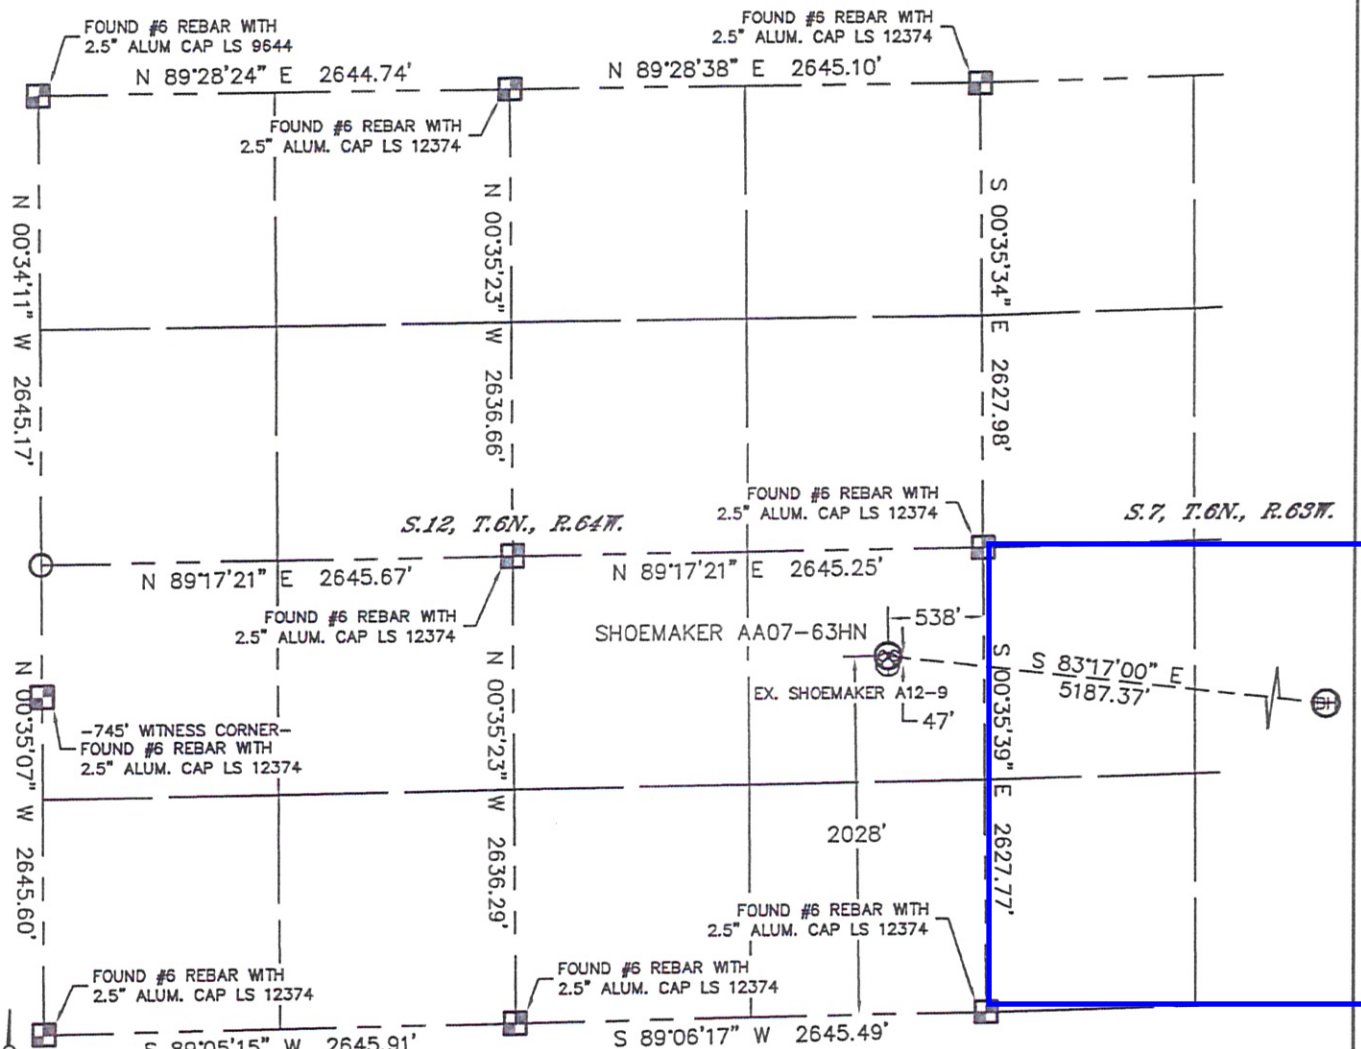 FOUND #6 REBAR WITH
2.5" ALUM CAP LS 9644
N 89°28'24" E 2644.74'
FOUND #6 REBAR WITH
2.5" ALUM. CAP LS 12374
N 89°28'38" E 2645.10'
FOUND #6 REBAR WITH
2.5" ALUM. CAP LS 12374
N 00°34'11" W 2645.17'
N 00°35'23" W 2636.66'
S 00°35'34" E 2627.98'
FOUND #6 REBAR WITH
2.5" ALUM. CAP LS 12374
S.12, T.6N., R.64W.
S.7, T.6N., R.63W.
N 89°17'21" E 2645.67'
N 89°17'21" E 2645.25'
FOUND #6 REBAR WITH
2.5" ALUM. CAP LS 12374
538'
SHOEMAKER AA07-63HN
S 83°17'00" E
5187.37'
EX. SHOEMAKER A12-9
47'
BH
-745' WITNESS CORNER-
FOUND #6 REBAR WITH
2.5" ALUM. CAP LS 12374
N 00°35'07" W 2645.60'
N 00°35'23" W 2636.29'
S 00°35'39" E 2627.77'
2028'
FOUND #6 REBAR WITH
2.5" ALUM. CAP LS 12374
FOUND #6 REBAR WITH
2.5" ALUM. CAP LS 12374
FOUND #6 REBAR WITH
2.5" ALUM. CAP LS 12374
S 89°05'15" W 2645.91'
S 89°06'17" W 2645.49'